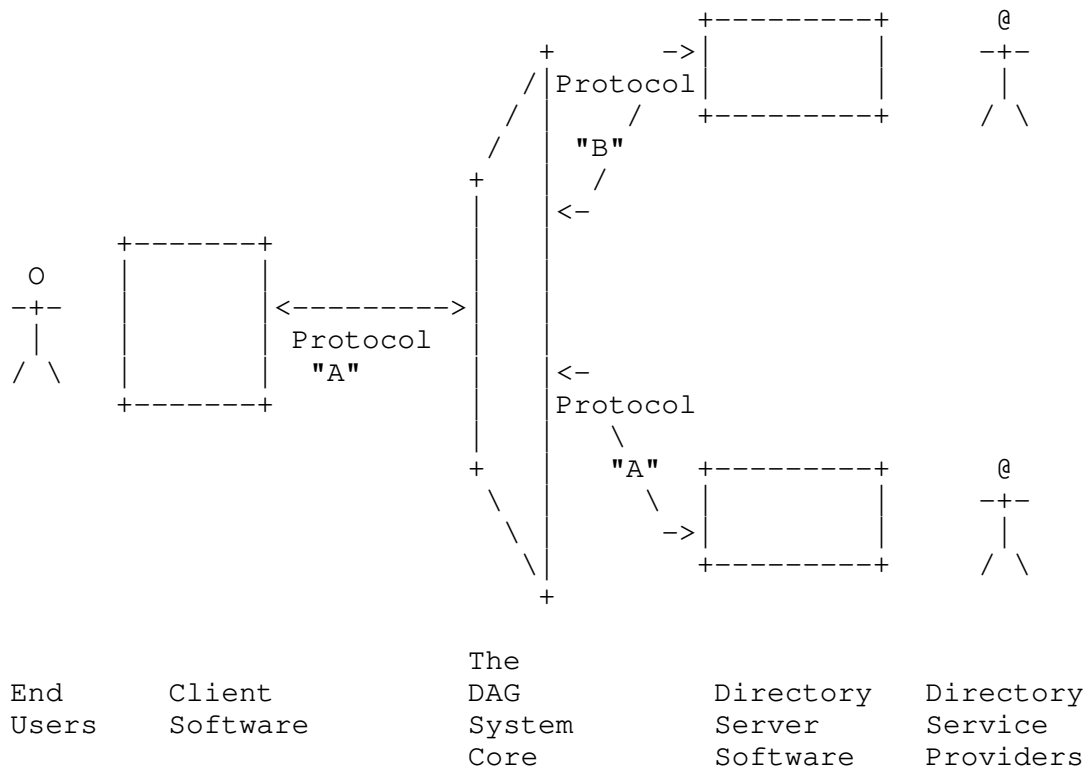 Protocol
"B"
Protocol
"A"
Protocol
"A"
The
End Client DAG Directory Directory
Users Software System Server Service
Core Software Providers